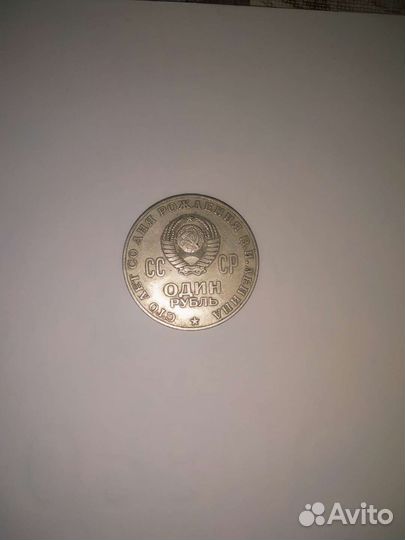 СТО ЛЕТ СО ДНЯ РОЖДЕНИЯ В.И.ЛЕНИНА
СС СР
ОДИН
РУБЛЬ
Avito